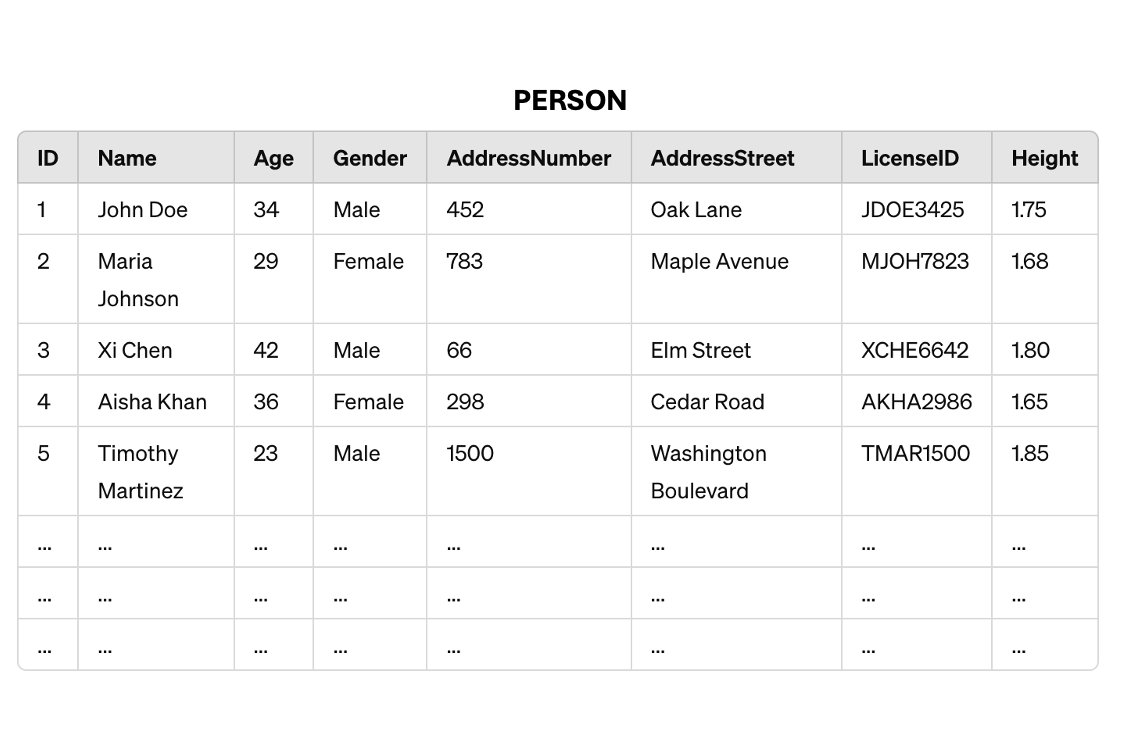 PERSON
ID Name Age Gender AddressNumber AddressStreet LicenseID Height
1 John Doe 34 Male 452 Oak Lane JDOE3425 1.75
2 Maria 29 Female 783 Maple Avenue MJOH7823 1.68
Johnson
3 Xi Chen 42 Male 66 Elm Street XCHE6642 1.80
4 Aisha Khan 36 Female 298 Cedar Road AKHA2986 1.65
5 Timothy 23 Male 1500 Washington TMAR1500 1.85
Martinez Boulevard
... ... ... ... ... ... ... ...
... ... ... ... ... ... ... ...
... ... ... ... ... ... ... ...